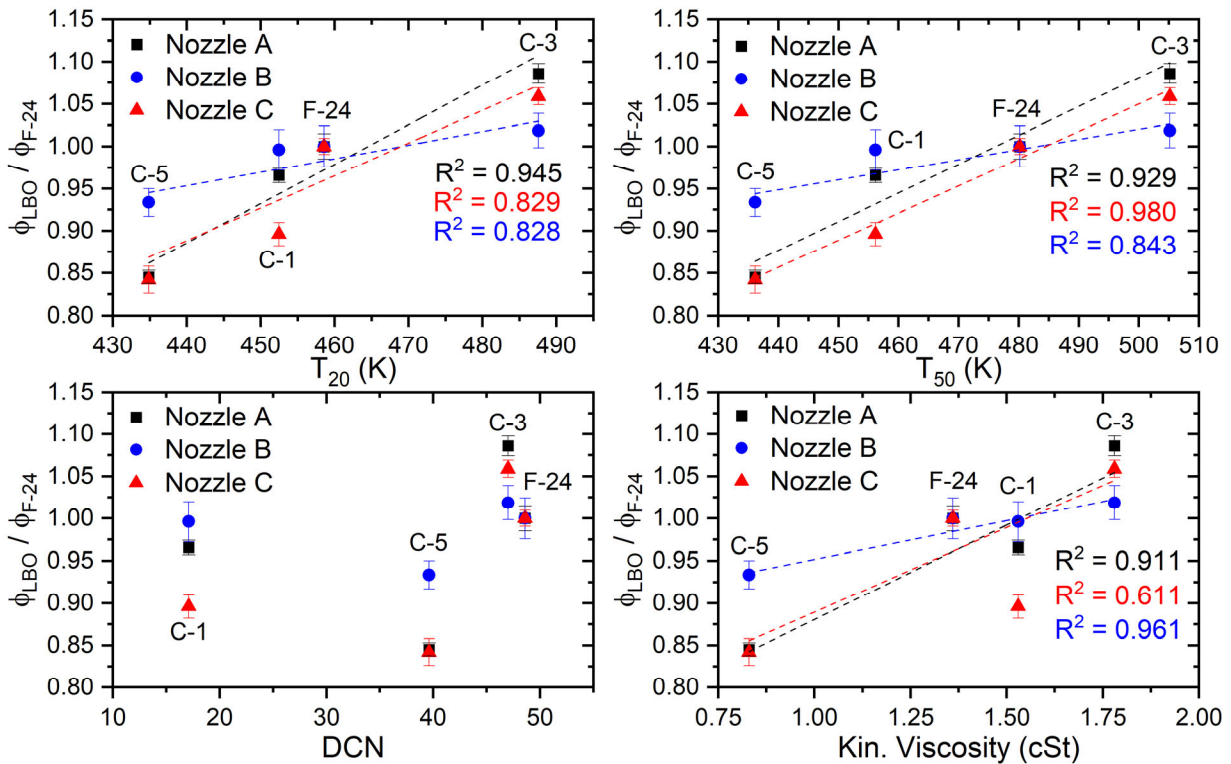 1.15
1.10
1.05
1.00
0.95
0.90
0.85
0.80
ϕLBO / ϕF-24
Nozzle A
Nozzle B
Nozzle C
C-3
F-24
C-5
C-1
R² = 0.945
R² = 0.829
R² = 0.828
430 440 450 460 470 480 490
T₂₀ (K)
1.15
1.10
1.05
1.00
0.95
0.90
0.85
0.80
ϕLBO / ϕF-24
Nozzle A
Nozzle B
Nozzle C
C-3
F-24
C-1
C-5
R² = 0.929
R² = 0.980
R² = 0.843
430 440 450 460 470 480 490 500 510
T₅₀ (K)
1.15
1.10
1.05
1.00
0.95
0.90
0.85
0.80
ϕLBO / ϕF-24
Nozzle A
Nozzle B
Nozzle C
C-3
F-24
C-5
C-1
10 20 30 40 50
DCN
1.15
1.10
1.05
1.00
0.95
0.90
0.85
0.80
ϕLBO / ϕF-24
Nozzle A
Nozzle B
Nozzle C
C-3
F-24
C-1
C-5
R² = 0.911
R² = 0.611
R² = 0.961
0.75 1.00 1.25 1.50 1.75 2.00
Kin. Viscosity (cSt)